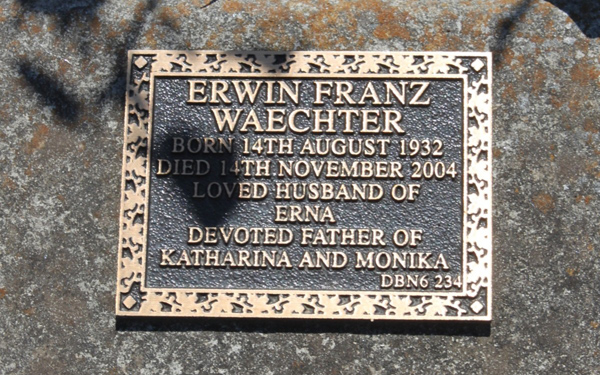 ERWIN FRANZ
WAECHTER
BORN 14TH AUGUST 1932
DIED 14TH NOVEMBER 2004
LOVED HUSBAND OF
ERNA
DEVOTED FATHER OF
KATHARINA AND MONIKA
DBN6 234